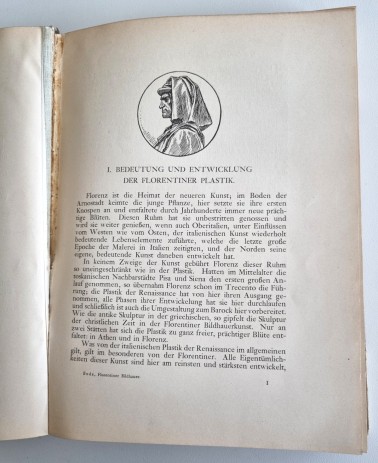 I. BEDEUTUNG UND ENTWICKLUNG
DER FLORENTINER PLASTIK.
Florenz ist die Heimat der neueren Kunst; im Boden der
Arnostadt keimte die junge Pflanze, hier setzte sie ihre ersten
Knospen an und entfaltete durch Jahrhunderte immer neue präch-
tige Blüten. Diesen Ruhm hat sie unbestritten genossen und
wird sie weiter genießen, wenn auch Oberitalien, unter Einflüssen
vom Westen wie vom Osten, der italienischen Kunst wiederholt
bedeutende Lebenselemente zuführte, welche die letzte große
Epoche der Malerei in Italien zeitigten, und der Norden seine
eigene, bedeutende Kunst daneben entwickelt hat.
In keinem Zweige der Kunst gebührt Florenz dieser Ruhm
so uneingeschränkt wie in der Plastik. Hatten im Mittelalter die
toskanischen Nachbarstädte Pisa und Siena den ersten großen An-
lauf genommen, so übernahm Florenz schon im Trecento die Füh-
rung; die Plastik der Renaissance hat von hier ihren Ausgang ge-
nommen, alle Phasen ihrer Entwickelung hat sie hier durchlaufen
und schließlich ist auch die Umgestaltung zum Barock hier vorbereitet.
Wie die antike Skulptur in der griechischen, so gipfelt die Skulptur
der christlichen Zeit in der Florentiner Bildhauerkunst. Nur an
zwei Stätten hat sich die Plastik zu ganz freier, prächtiger Blüte ent-
faltet: in Athen und in Florenz.
Was von der italienischen Plastik der Renaissance im allgemeinen
gilt, gilt im besonderen von der Florentiner. Alle Eigentümlich-
keiten dieser Kunst sind hier am reinsten und stärksten entwickelt,
Bode, Florentiner Bildhauer.
1